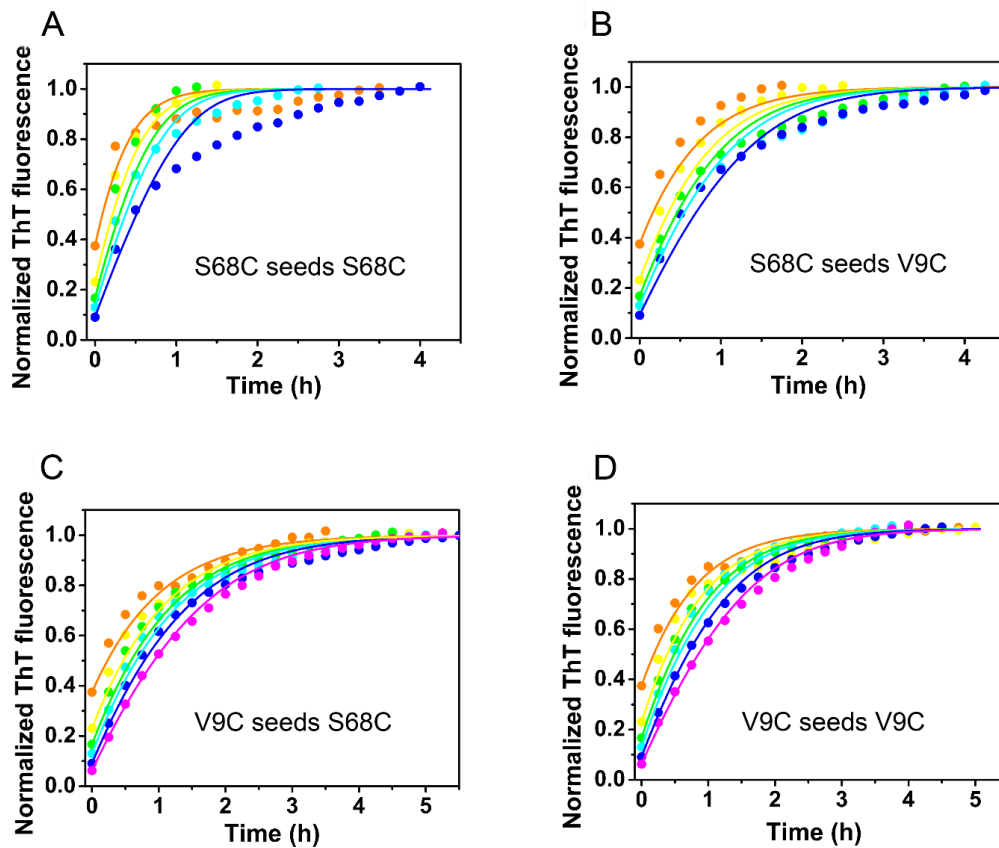 A
Normalized ThT fluorescence
1.0
0.8
0.6
0.4
0.2
0.0
S68C seeds S68C
0 1 2 3 4
Time (h)
B
Normalized ThT fluorescence
1.0
0.8
0.6
0.4
0.2
0.0
S68C seeds V9C
0 1 2 3 4
Time (h)
C
Normalized ThT fluorescence
1.0
0.8
0.6
0.4
0.2
0.0
V9C seeds S68C
0 1 2 3 4 5
Time (h)
D
Normalized ThT fluorescence
1.0
0.8
0.6
0.4
0.2
0.0
V9C seeds V9C
0 1 2 3 4 5
Time (h)